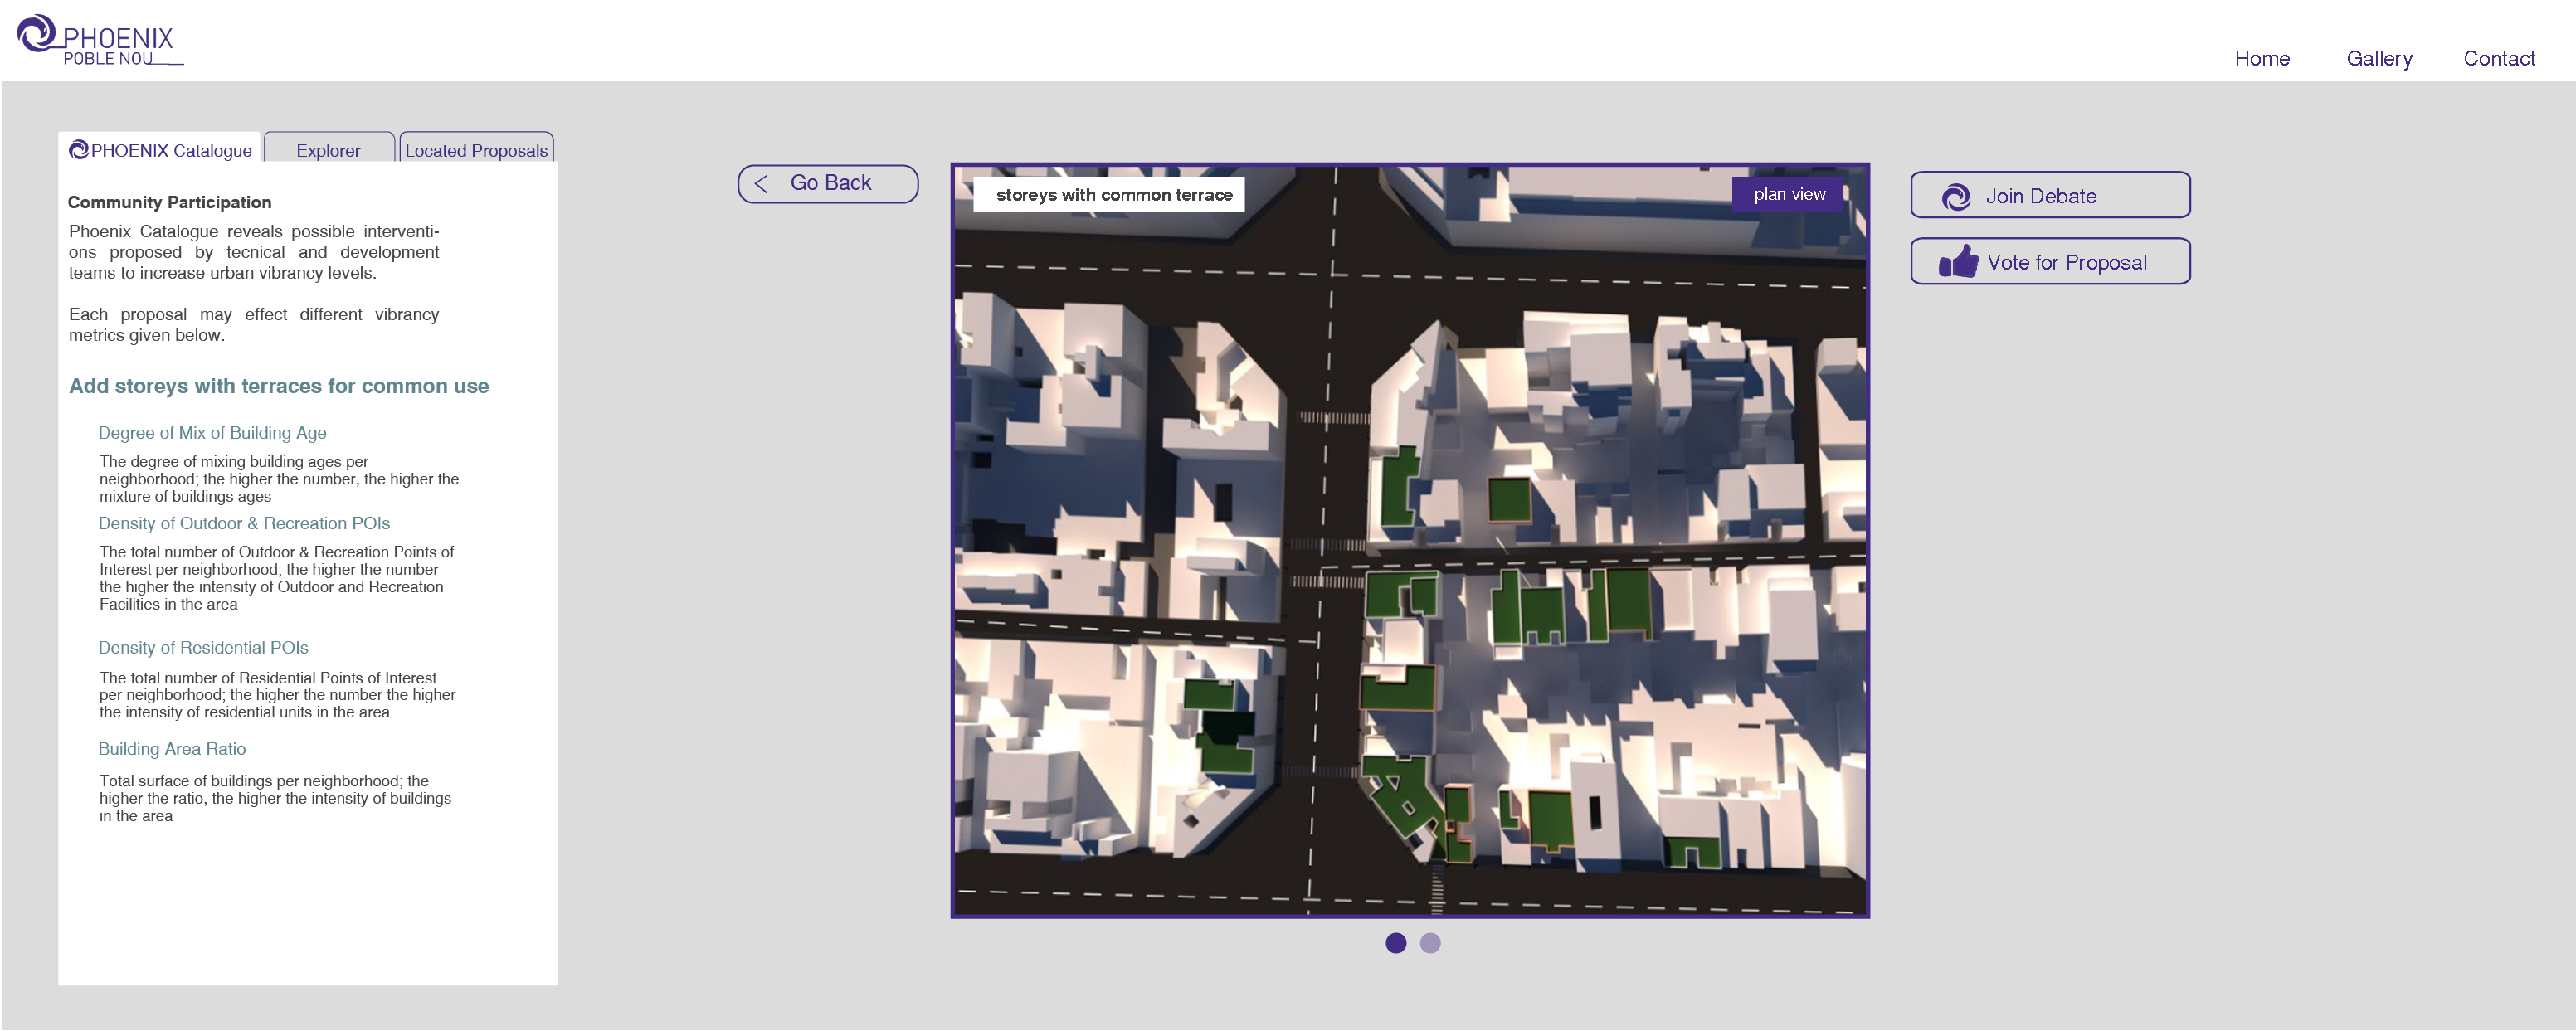 PHOENIX
POBLE NOU
Home Gallery Contact
PHOENIX Catalogue Explorer Located Proposals
Community Participation
Phoenix Catalogue reveals possible interventi-
ons proposed by tecnical and development
teams to increase urban vibrancy levels.
Each proposal may effect different vibrancy
metrics given below.
Add storeys with terraces for common use
Degree of Mix of Building Age
The degree of mixing building ages per
neighborhood; the higher the number, the higher the
mixture of buildings ages
Density of Outdoor & Recreation POIs
The total number of Outdoor & Recreation Points of
Interest per neighborhood; the higher the number
the higher the intensity of Outdoor and Recreation
Facilities in the area
Density of Residential POIs
The total number of Residential Points of Interest
per neighborhood; the higher the number the higher
the intensity of residential units in the area
Building Area Ratio
Total surface of buildings per neighborhood; the
higher the ratio, the higher the intensity of buildings
in the area
Go Back
storeys with common terrace
plan view
Join Debate
Vote for Proposal